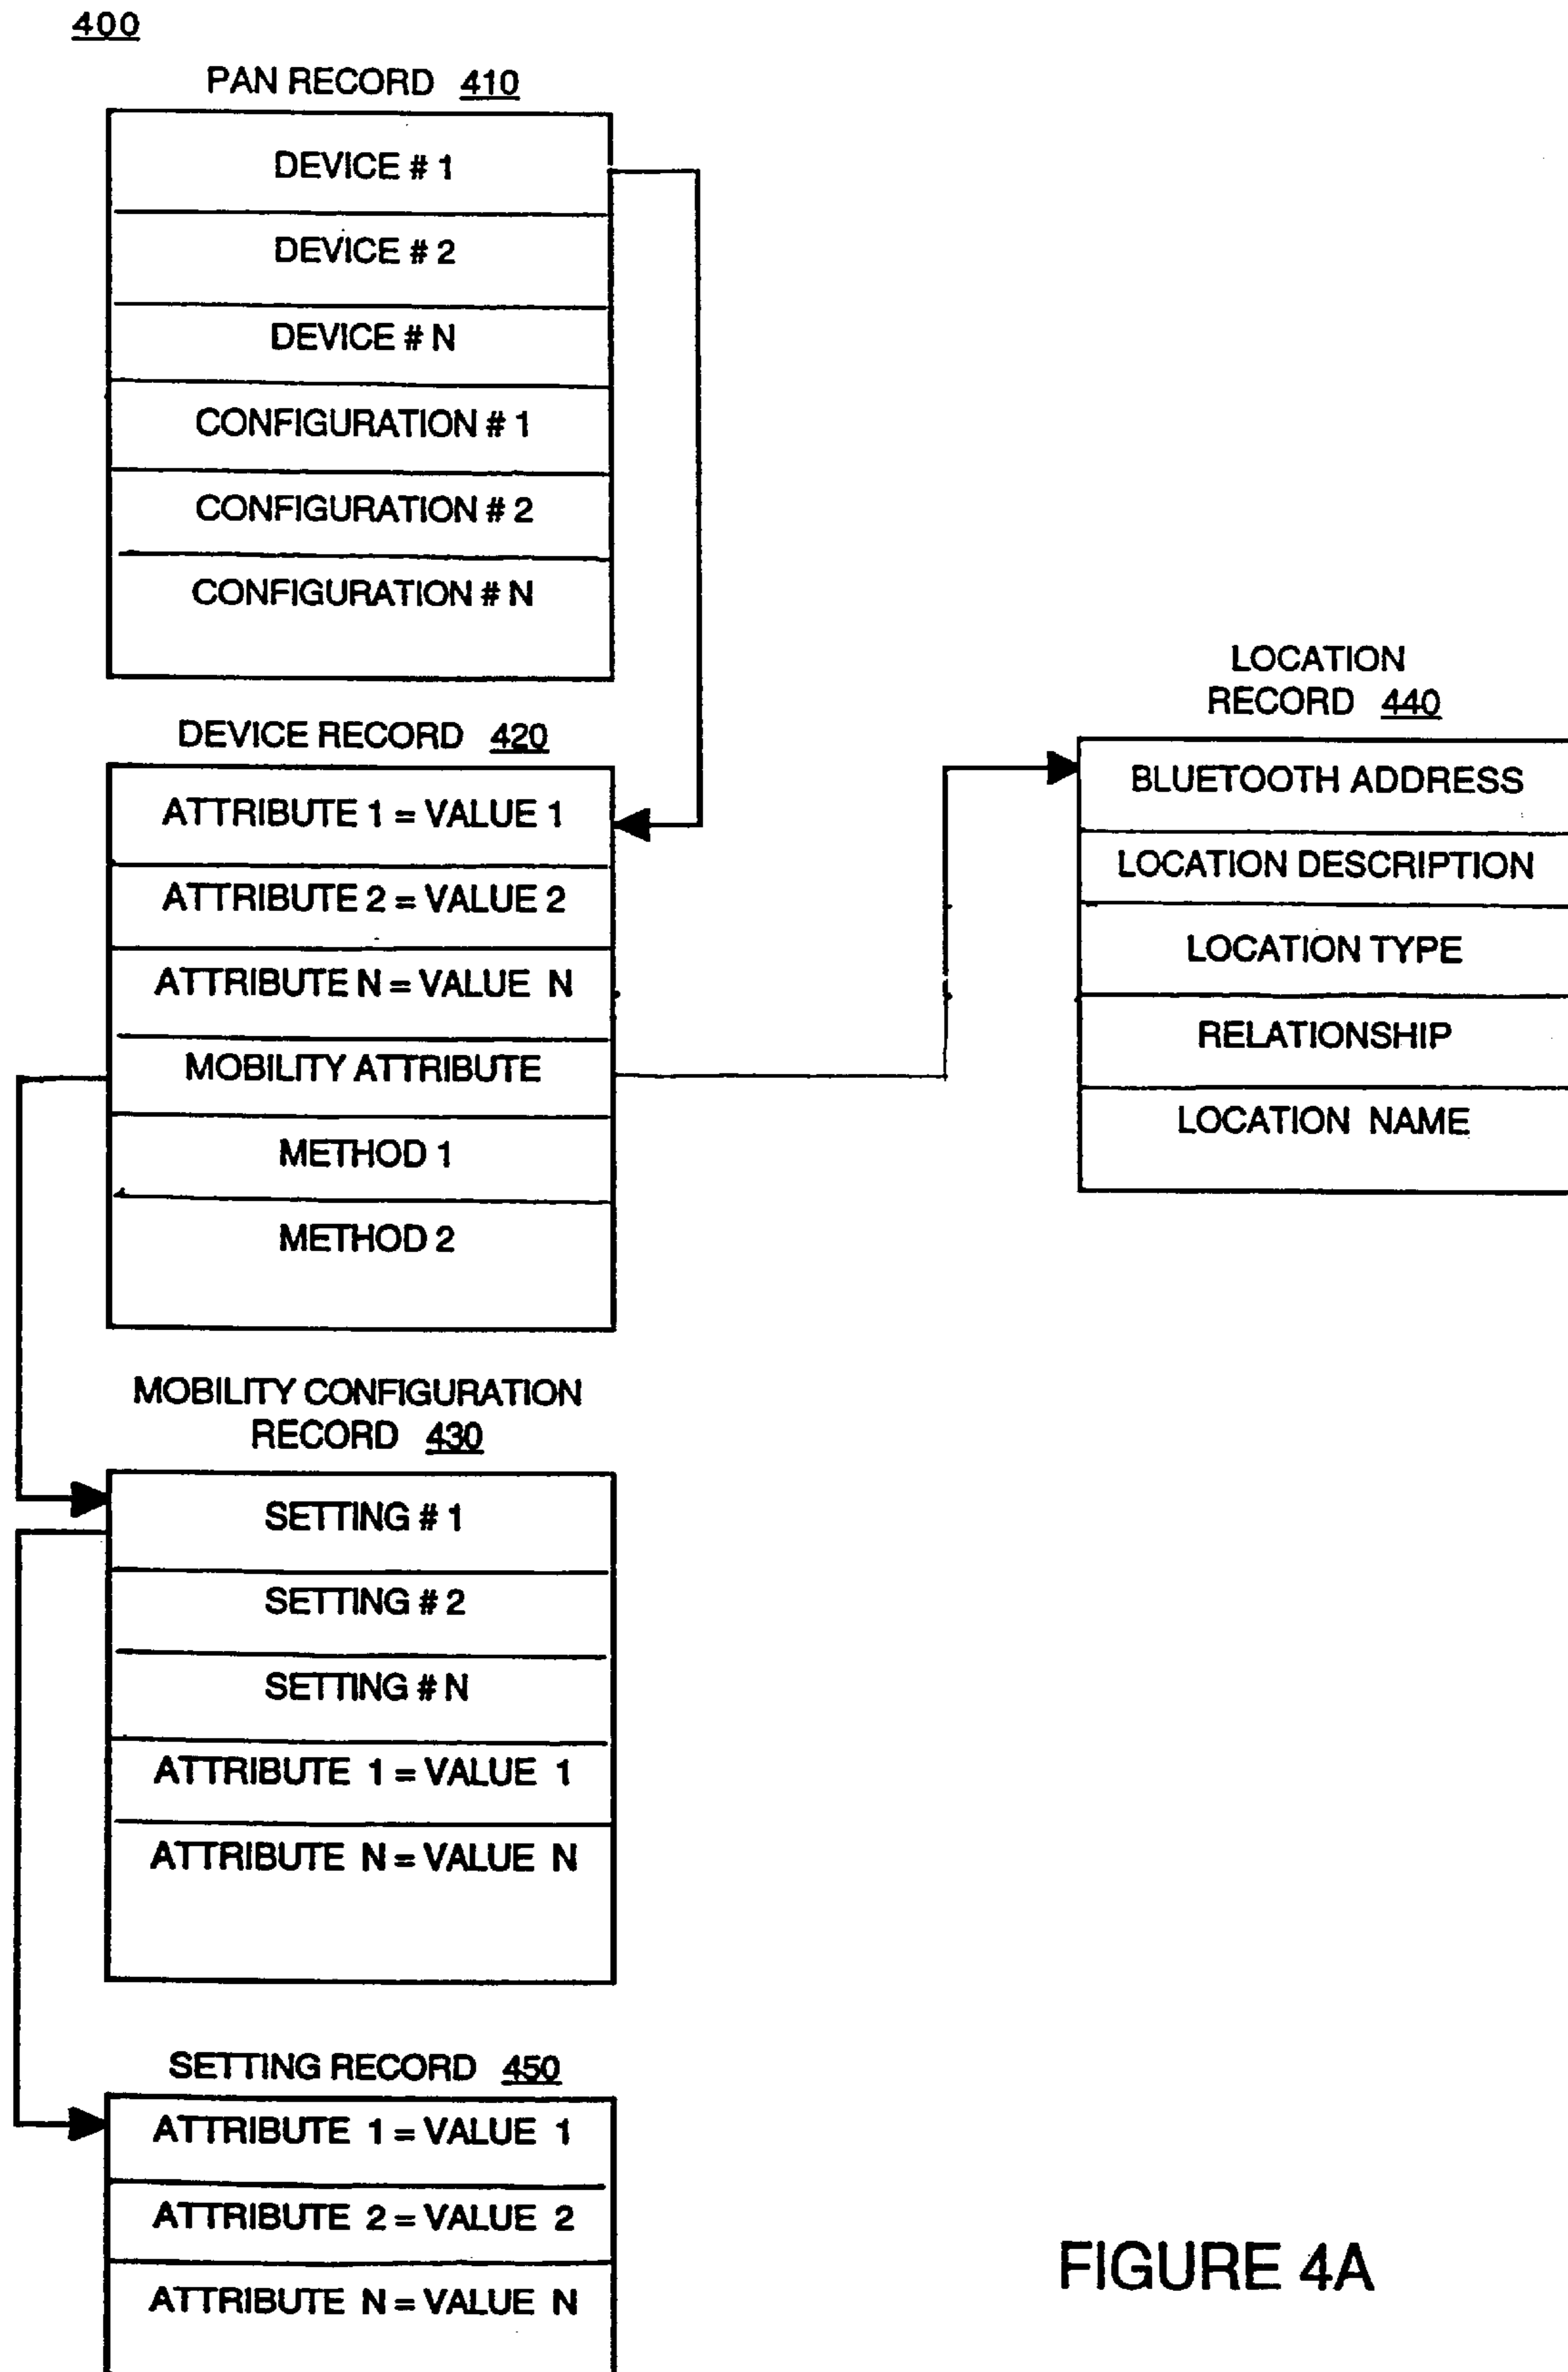 400
PAN RECORD 410
DEVICE # 1
DEVICE # 2
DEVICE # N
CONFIGURATION # 1
CONFIGURATION # 2
CONFIGURATION # N
DEVICE RECORD 420
ATTRIBUTE 1 = VALUE 1
ATTRIBUTE 2 = VALUE 2
ATTRIBUTE N = VALUE N
MOBILITY ATTRIBUTE
METHOD 1
METHOD 2
LOCATION
RECORD 440
BLUETOOTH ADDRESS
LOCATION DESCRIPTION
LOCATION TYPE
RELATIONSHIP
LOCATION NAME
MOBILITY CONFIGURATION
RECORD 430
SETTING # 1
SETTING # 2
SETTING # N
ATTRIBUTE 1 = VALUE 1
ATTRIBUTE N = VALUE N
SETTING RECORD 450
ATTRIBUTE 1 = VALUE 1
ATTRIBUTE 2 = VALUE 2
ATTRIBUTE N = VALUE N
FIGURE 4A